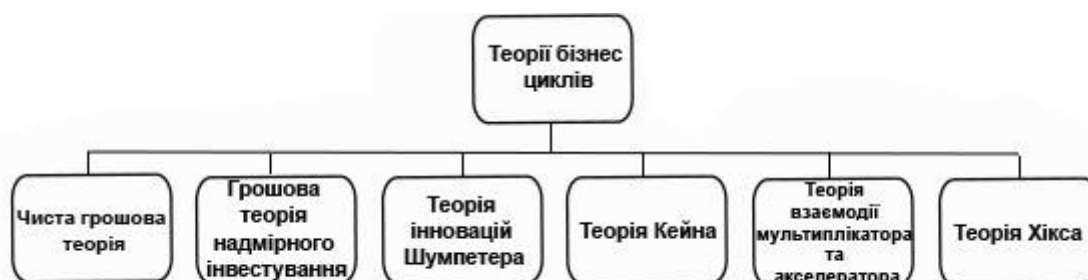 Теорії бізнес
циклів
Чиста грошова
теорія
Грошова
теорія
надмірного
інвестування
Теорія
інновацій
Шумпетера
Теорія Кейна
Теорія
взаємодії
мультиплікатора
та
акселератора
Теорія Хікса